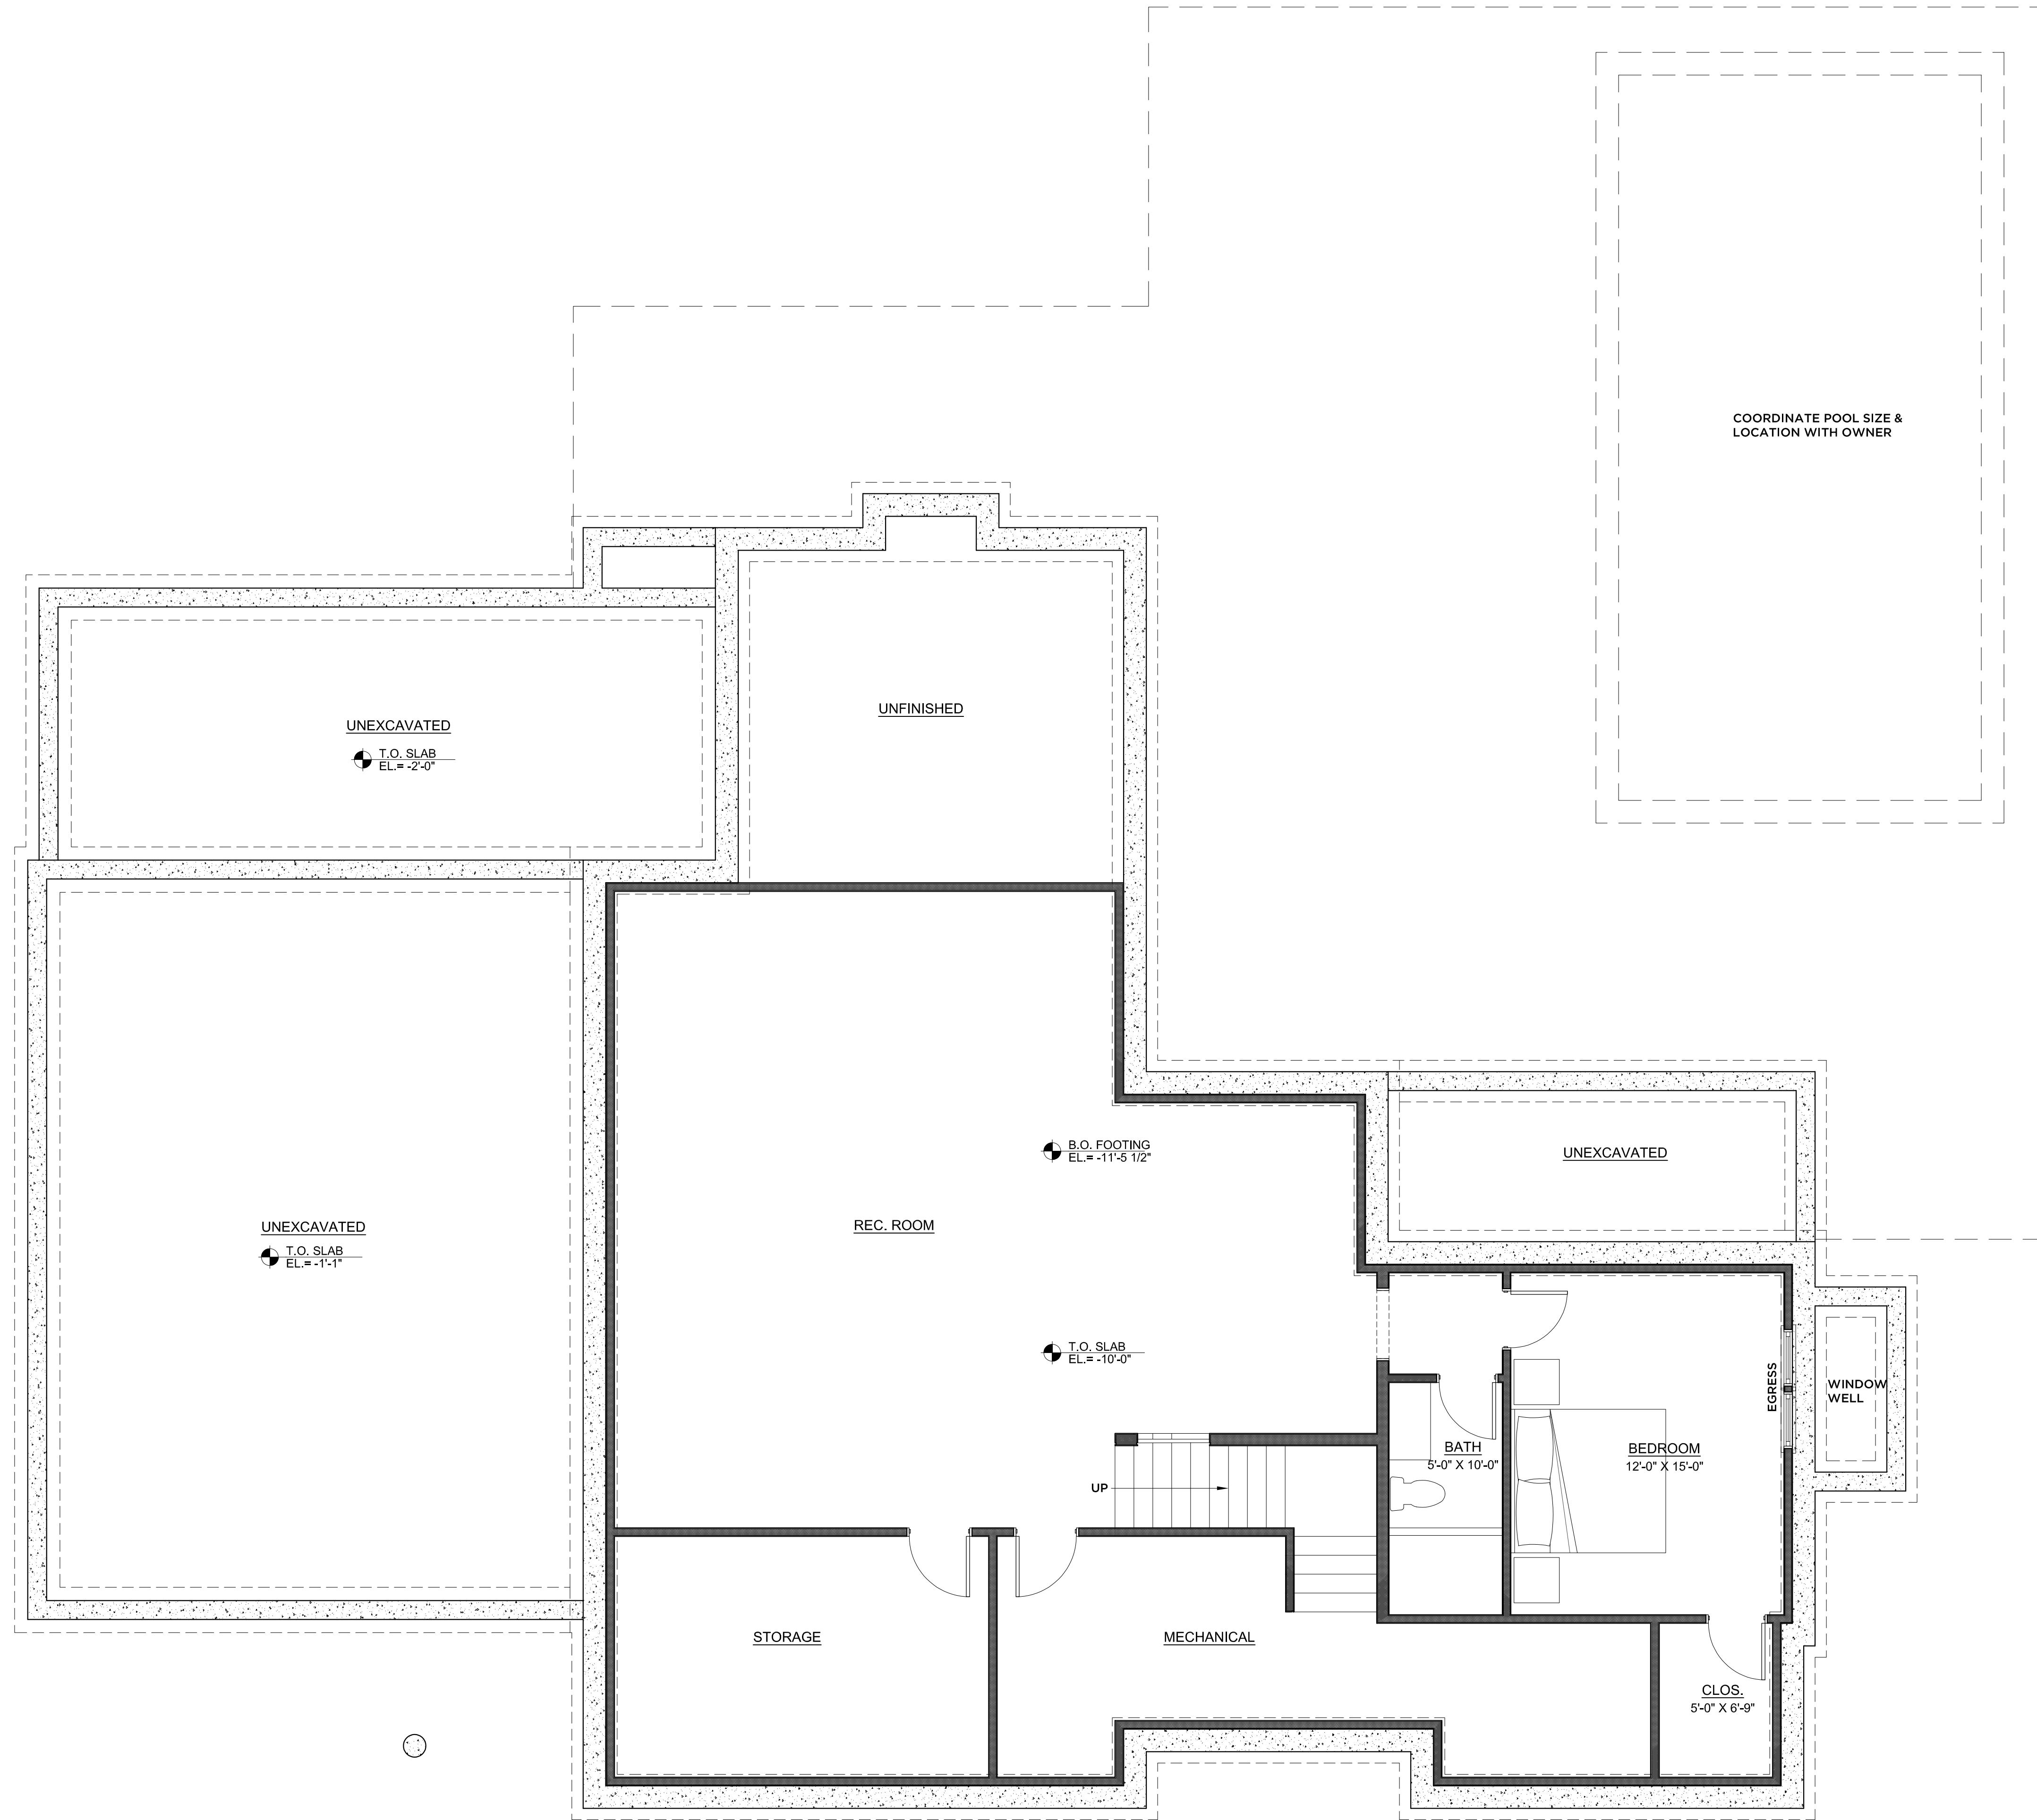 COORDINATE POOL SIZE &
LOCATION WITH OWNER
UNFINISHED
UNEXCAVATED
T.O. SLAB
EL.= -2'-0"
B.O. FOOTING
EL.= -11'-5 1/2"
UNEXCAVATED
REC. ROOM
UNEXCAVATED
T.O. SLAB
EL.= -1'-1"
T.O. SLAB
EL.= -10'-0"
EGRESS
WINDOW
WELL
BATH
5'-0" X 10'-0"
BEDROOM
12'-0" X 15'-0"
UP
STORAGE
MECHANICAL
CLOS.
5'-0" X 6'-9"